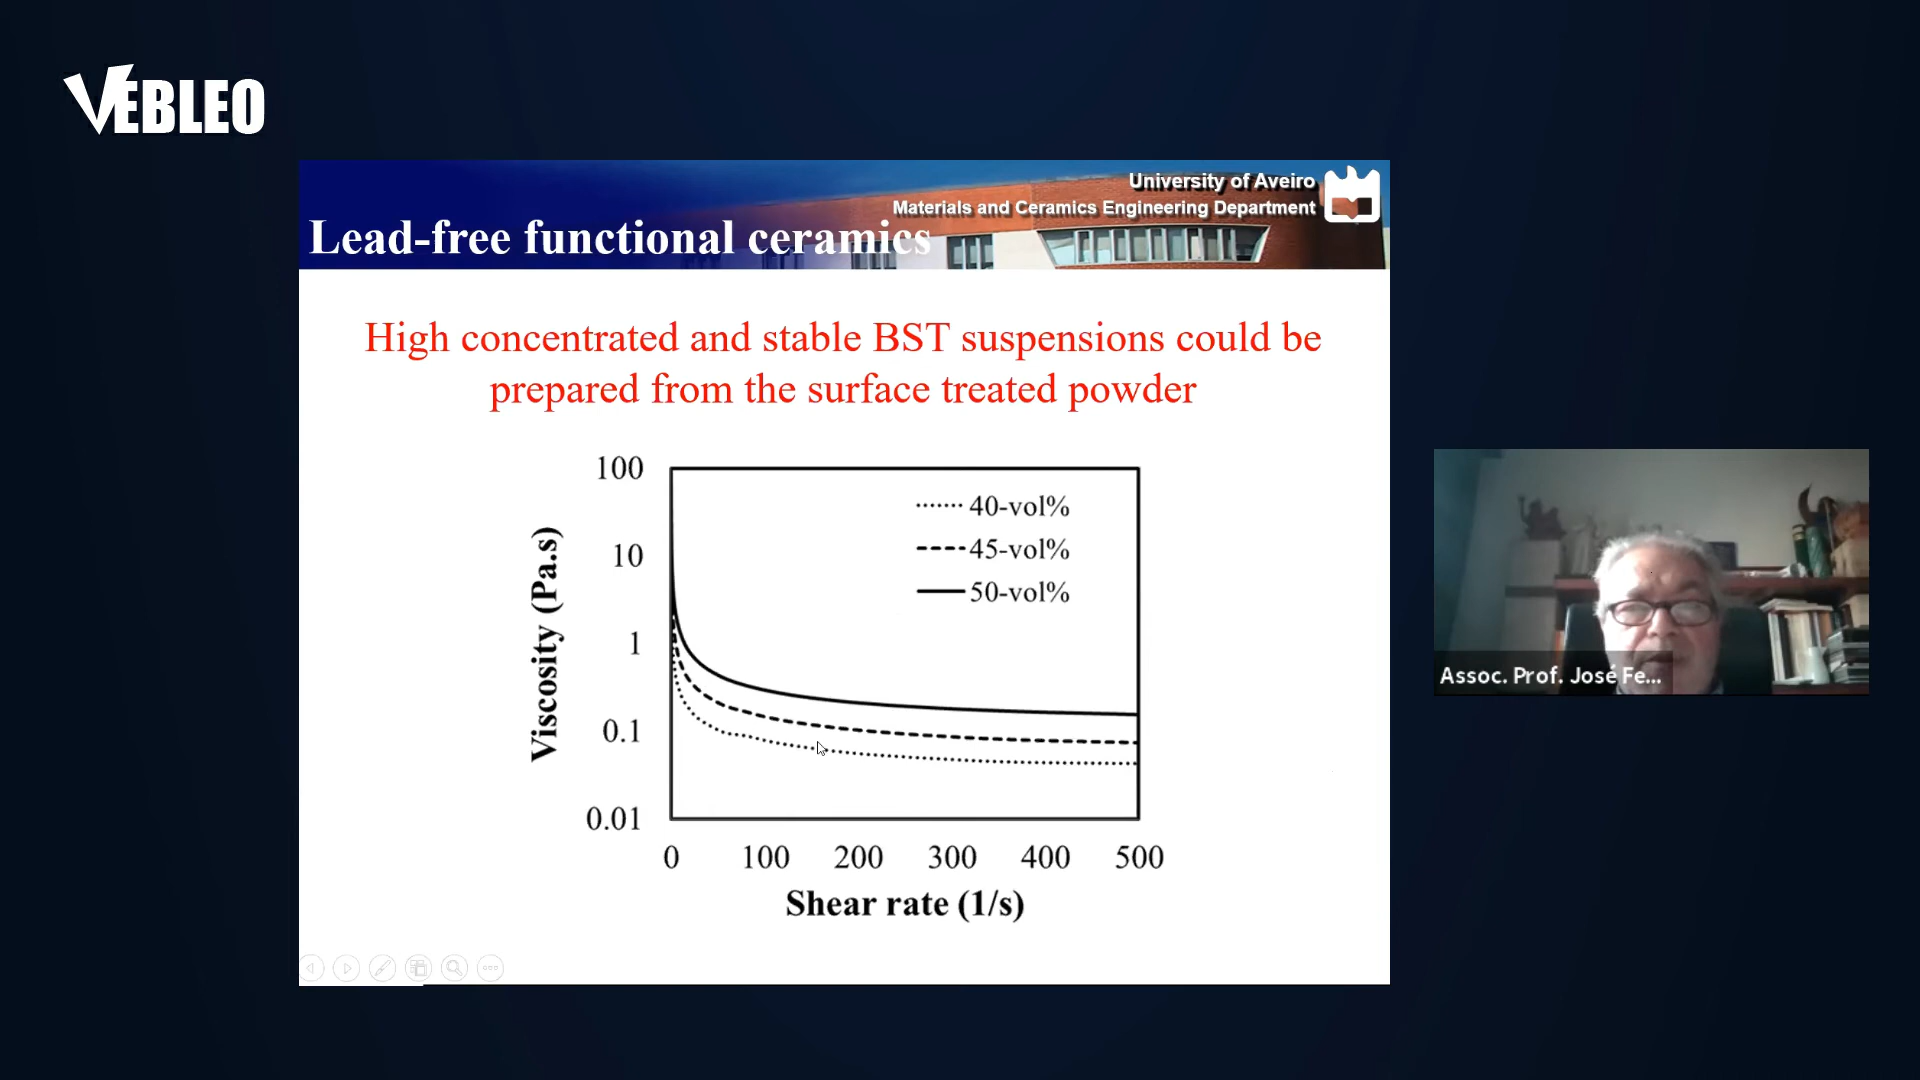 VEBLEO
University of Aveiro
Materials and Ceramics Engineering Department
Lead-free functional ceramics
High concentrated and stable BST suspensions could be
prepared from the surface treated powder
100
10
1
0.1
0.01
Viscosity (Pa.s)
40-vol%
45-vol%
50-vol%
0 100 200 300 400 500
Shear rate (1/s)
Assoc. Prof. José Fe...